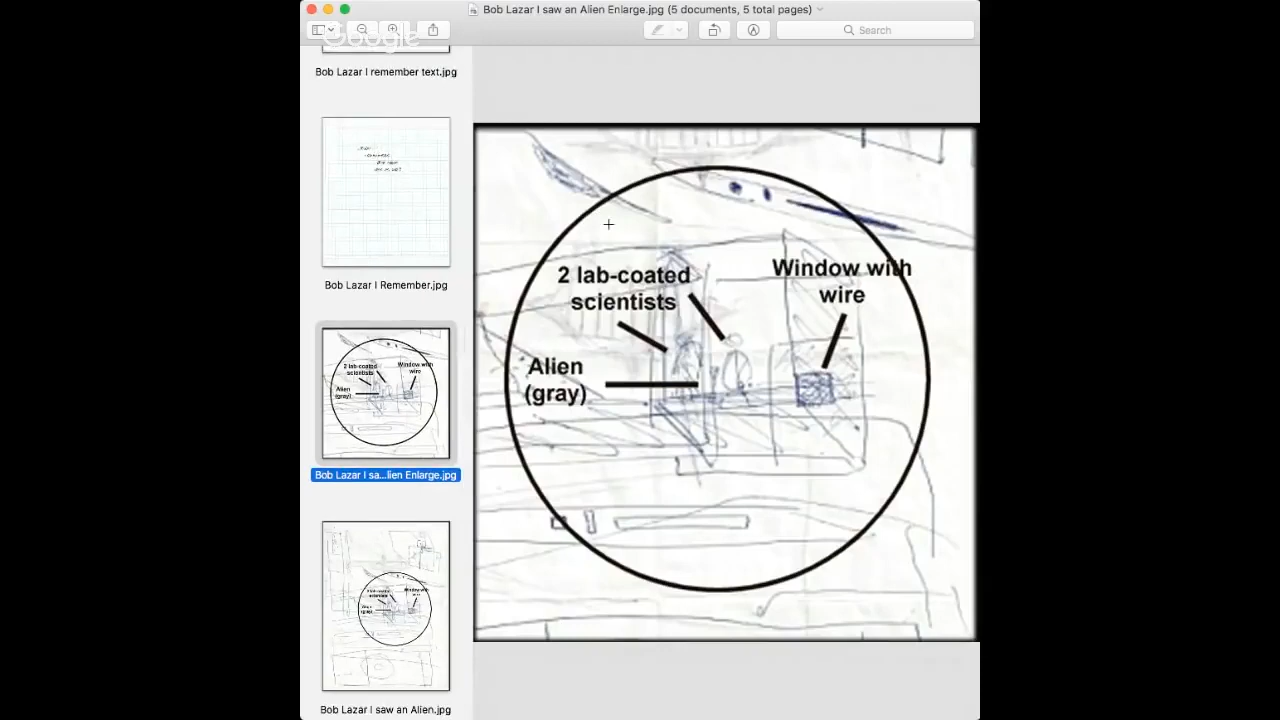 Bob Lazar I saw an Alien Enlarge.jpg (5 documents, 5 total pages)
Google
Search
Bob Lazar I remember text.jpg
Bob Lazar I Remember.jpg
Bob Lazar I sa...lien Enlarge.jpg
Bob Lazar I saw an Alien.jpg
2 lab-coated
scientists
Window with
wire
Alien
(gray)